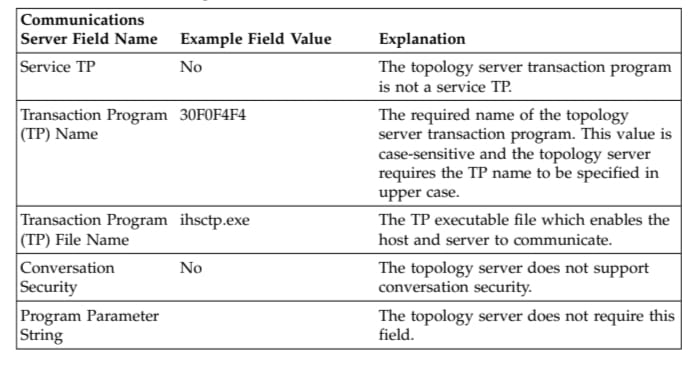 Communications
Server Field Name Example Field Value Explanation
Service TP No The topology server transaction program
is not a service TP.
Transaction Program 30F0F4F4 The required name of the topology
(TP) Name server transaction program. This value is
case-sensitive and the topology server
requires the TP name to be specified in
upper case.
Transaction Program ihsctp.exe The TP executable file which enables the
(TP) File Name host and server to communicate.
Conversation No The topology server does not support
Security conversation security.
Program Parameter The topology server does not require this
String field.